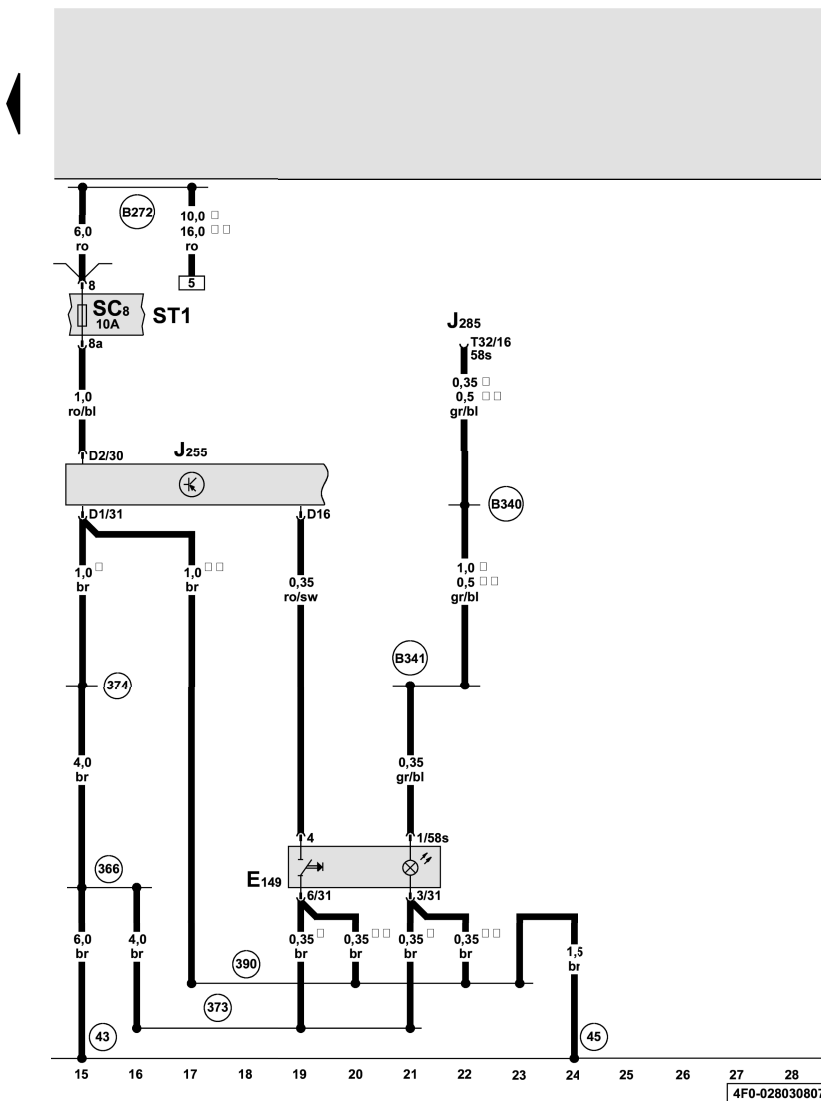 B272
6,0
ro
10,0 □
16,0 □ □
ro
8
5
SC8
10A
ST1
8a
J285
T32/16
58s
0,35 □
0,5 □ □
gr/bl
1,0
ro/bl
D2/30
J255
B340
D1/31
D16
1,0 □
br
1,0 □ □
br
0,35
ro/sw
1,0 □
0,5 □ □
gr/bl
B341
374
4,0
br
0,35
gr/bl
4
1/58s
366
E149
6/31
3/31
6,0
br
4,0
br
0,35 □
br
0,35 □ □
br
0,35 □
br
0,35 □ □
br
1,5
br
390
373
43
45
15 16 17 18 19 20 21 22 23 24 25 26 27 28
4F0-028030807